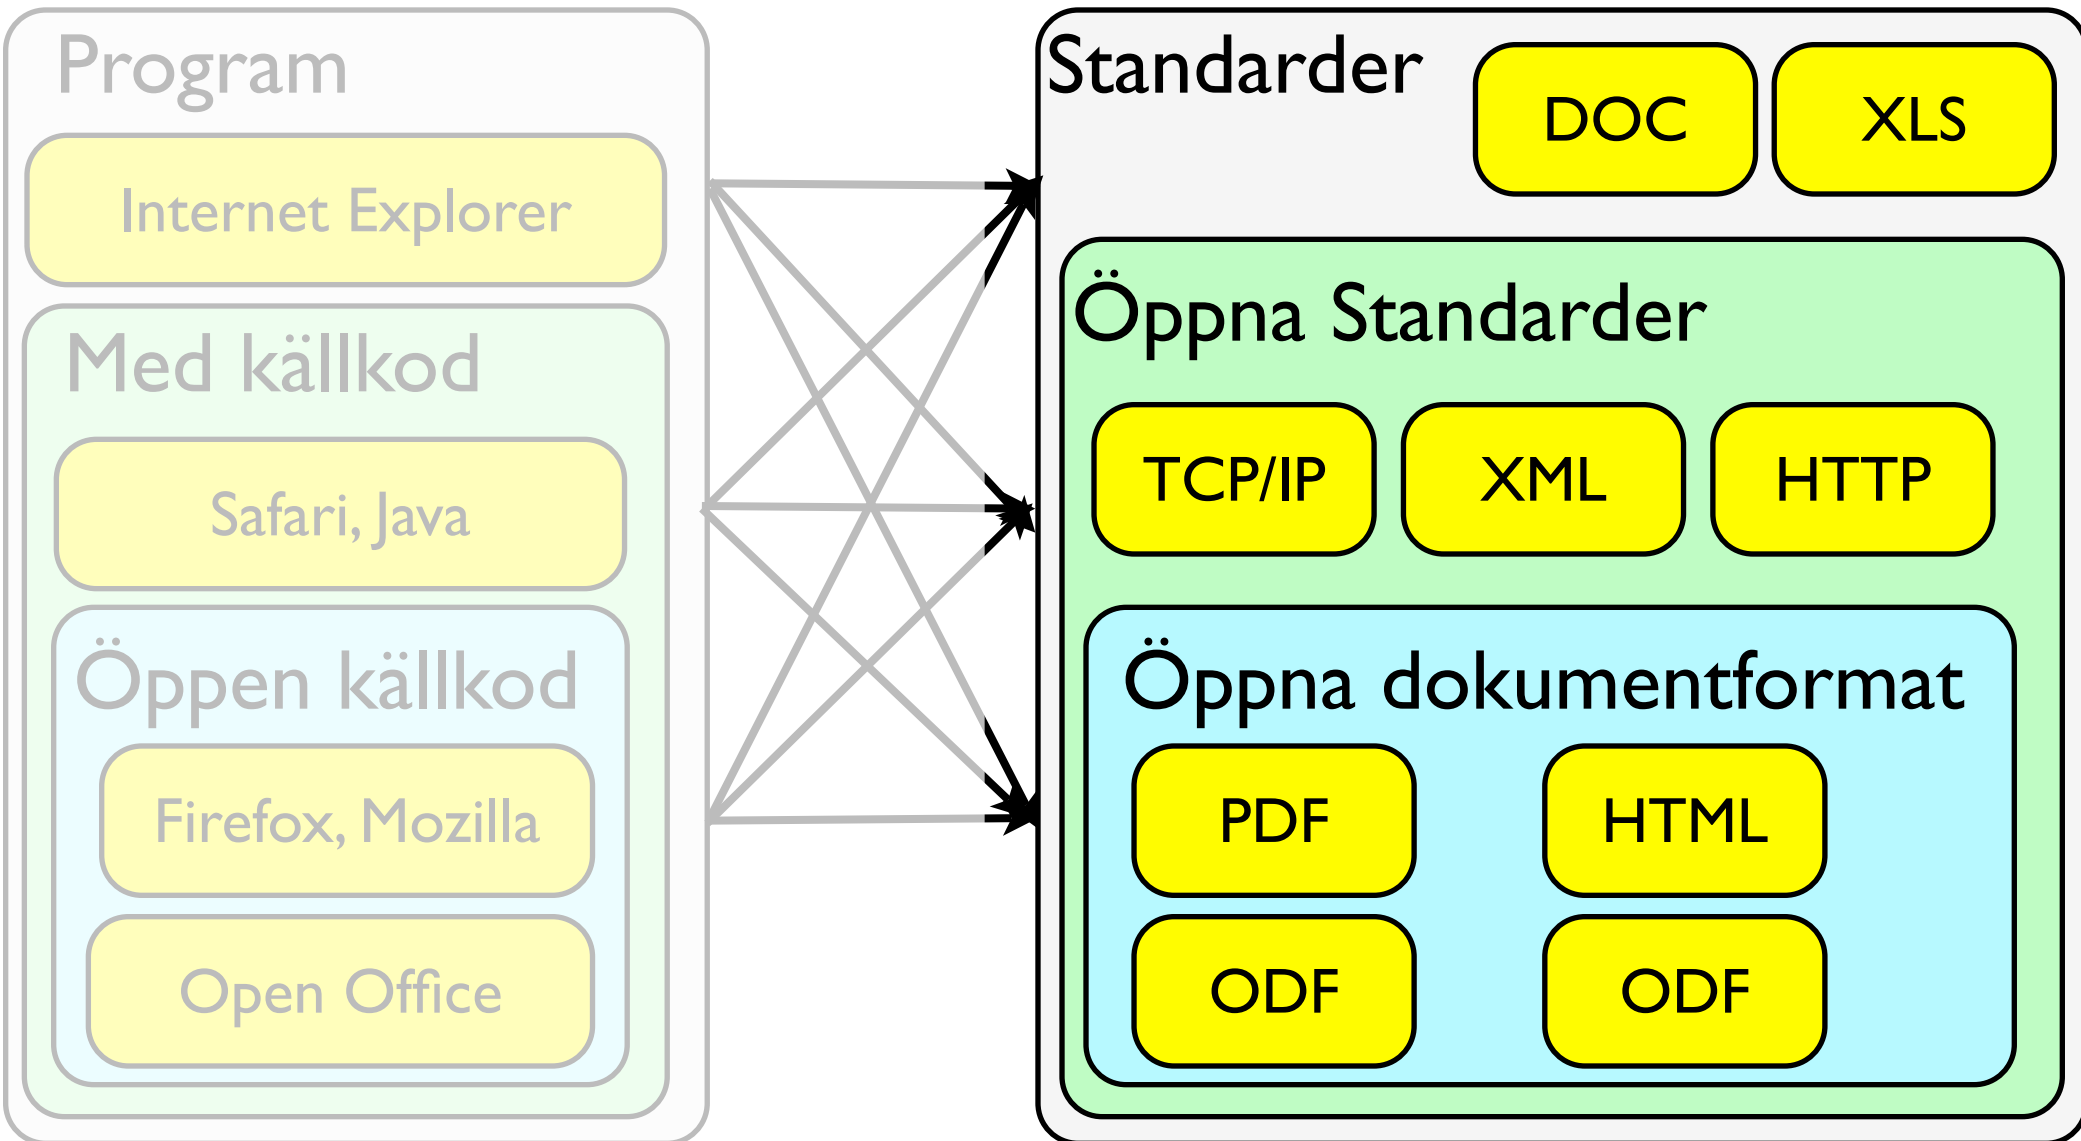 Program
Internet Explorer
Med källkod
Safari, Java
Öppen källkod
Firefox, Mozilla
Open Office
Standarder
DOC
XLS
Öppna Standarder
TCP/IP
XML
HTTP
Öppna dokumentformat
PDF
HTML
ODF
ODF